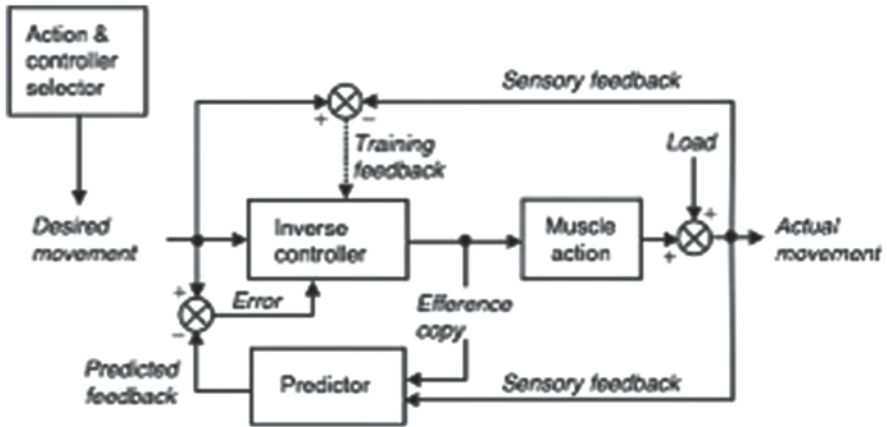 Action &
controller
selector
Sensory feedback
+
−
Training
feedback
Load
Desired
movement
Inverse
controller
Muscle
action
+
+
Actual
movement
+
−
Error
Efference
copy
Predicted
feedback
Predictor
Sensory feedback